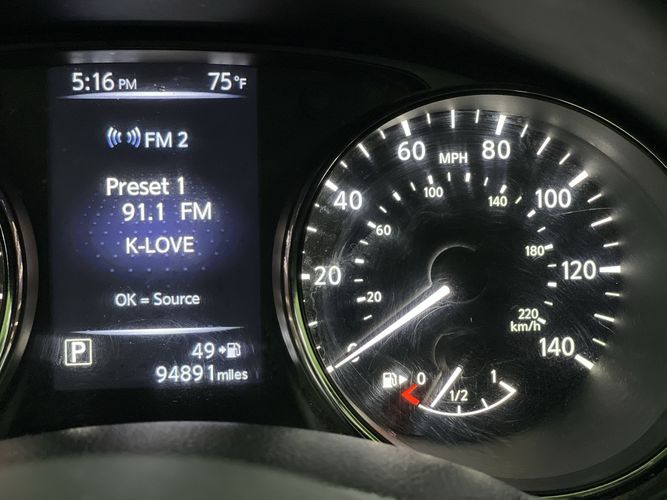 5:16 PM 75°F
FM 2
Preset 1
91.1 FM
K-LOVE
OK = Source
P 49
94891 miles
60 MPH 80
40 100 140 100
60
180
20 120
20
220
km/h
0 140
0 1
1/2